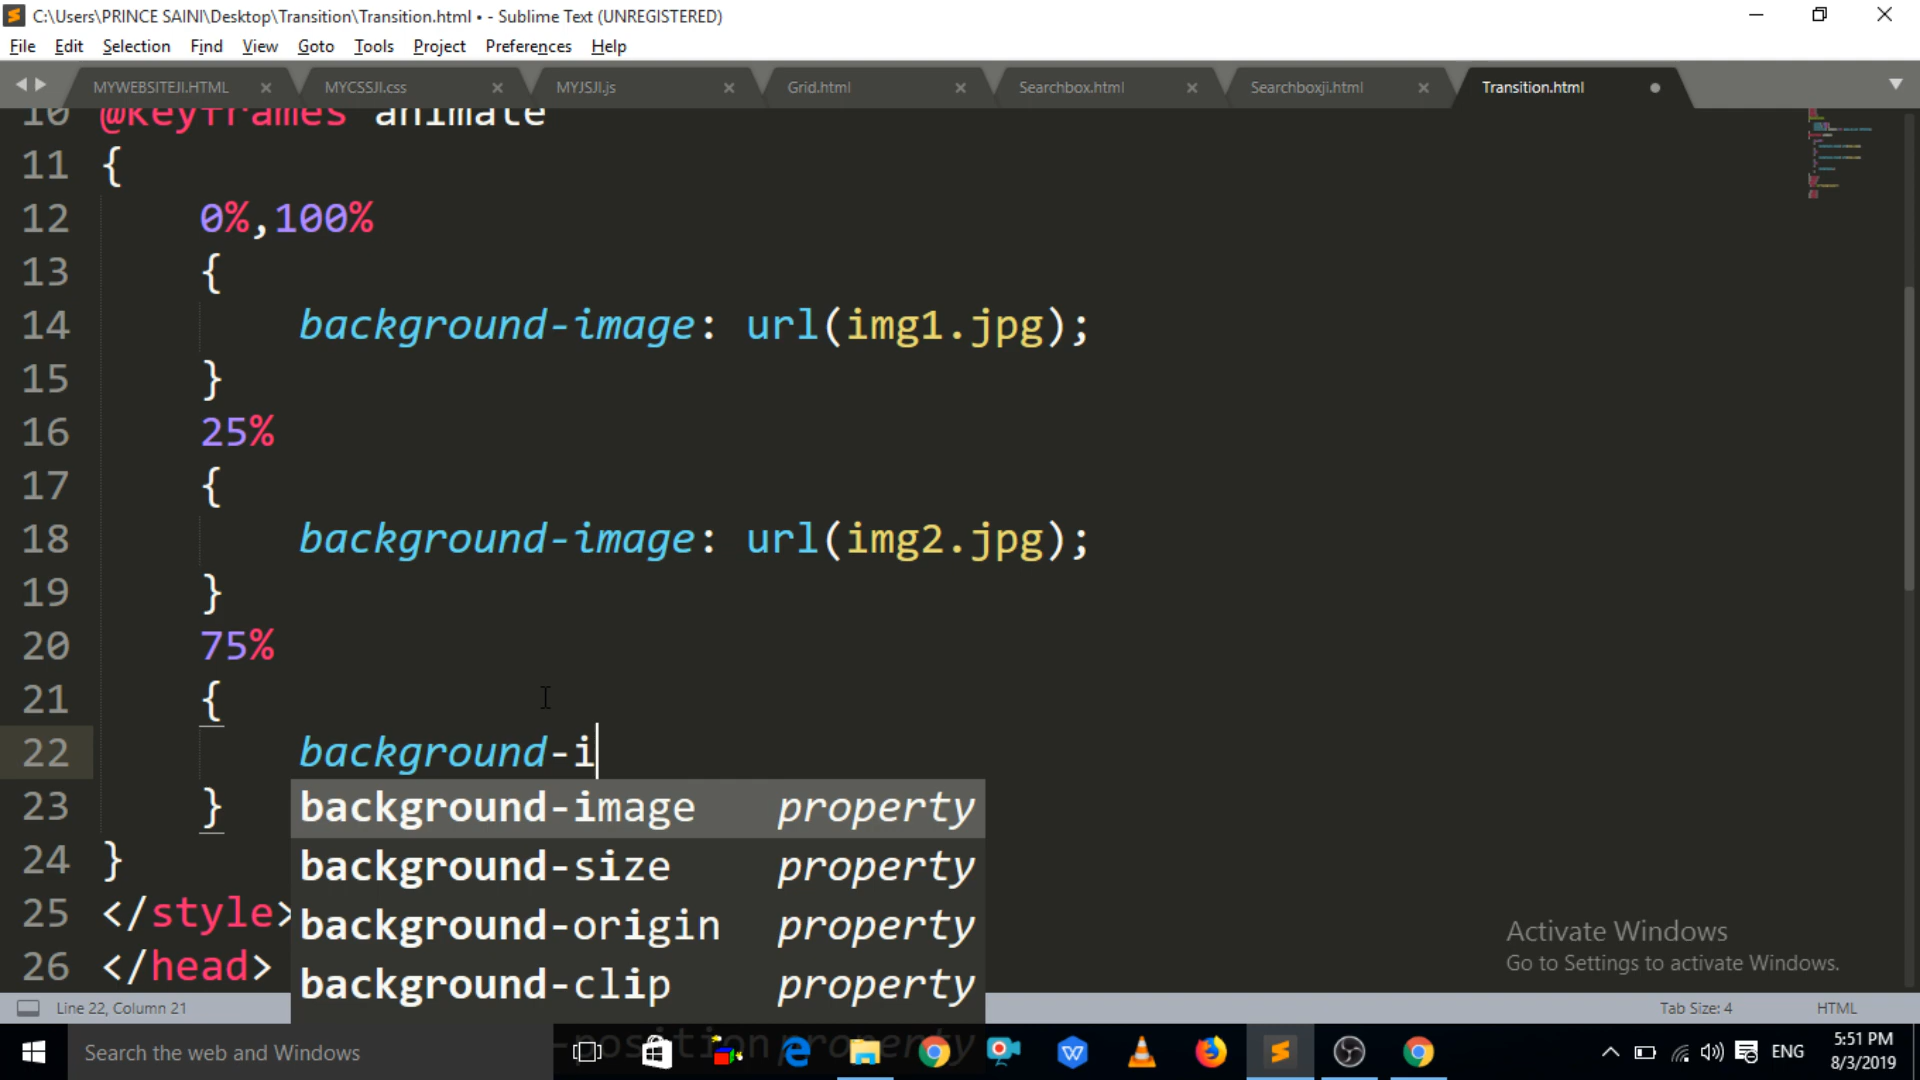 C:\Users\PRINCE SAINI\Desktop\Transition\Transition.html • - Sublime Text (UNREGISTERED)
File Edit Selection Find View Goto Tools Project Preferences Help
MYWEBSITEJI.HTML × MYCSSJI.css × MYJSJI.js × Grid.html × Searchbox.html × Searchboxji.html × Transition.html
10 @keyframes animate
11 {
12 0%,100%
13 {
14 background-image: url(img1.jpg);
15 }
16 25%
17 {
18 background-image: url(img2.jpg);
19 }
20 75%
21 {
22 background-i
23 }
background-image property
background-size property
24 }
25 </style>
background-origin property
26 </head>
background-clip property
Activate Windows
Go to Settings to activate Windows.
Line 22, Column 21
Tab Size: 4 HTML
-position property
Search the web and Windows
ENG
5:51 PM
8/3/2019